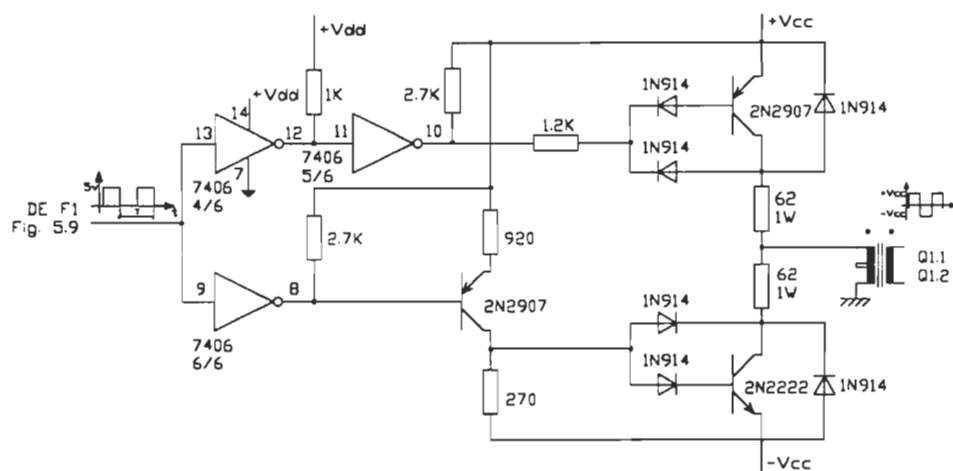 +Vdd
+Vcc
1K
2.7K
1N914
2N2907
1N914
+Vdd
14
13
12
11
10
1.2K
1N914
7
7406
4/6
7406
5/6
5v
t
T
DE F1
Fig. 5.9
62
1W
+Vcc
-Vcc
2.7K
920
Q1.1
Q1.2
62
1W
9
8
2N2907
1N914
7406
6/6
1N914
270
2N2222
1N914
-Vcc